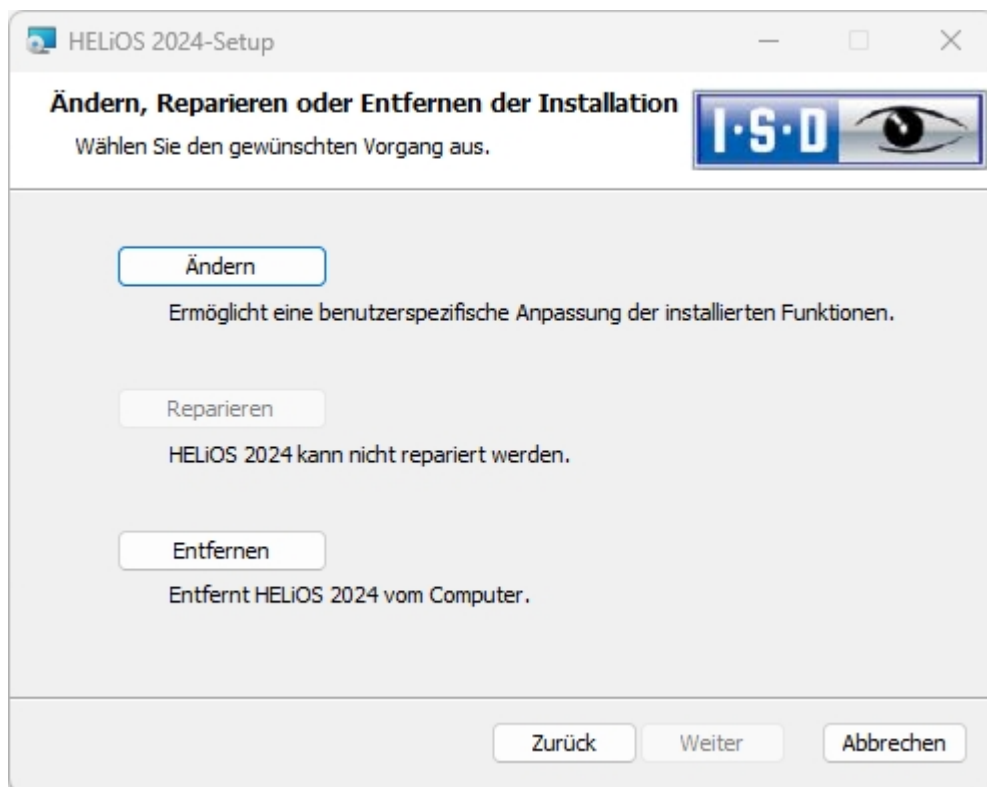 HELiOS 2024-Setup
Ändern, Reparieren oder Entfernen der Installation
Wählen Sie den gewünschten Vorgang aus.
I·S·D
Ändern
Ermöglicht eine benutzerspezifische Anpassung der installierten Funktionen.
Reparieren
HELiOS 2024 kann nicht repariert werden.
Entfernen
Entfernt HELiOS 2024 vom Computer.
Zurück Weiter Abbrechen